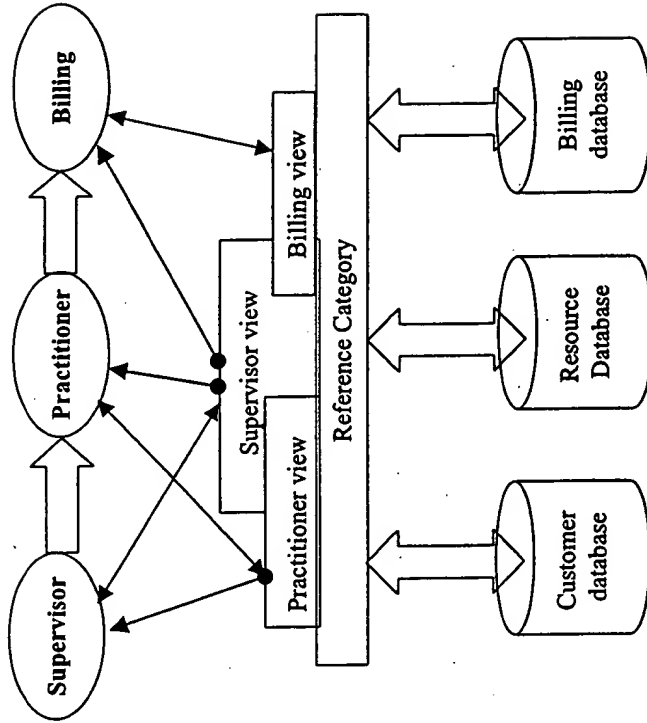 Supervisor
Practitioner
Billing
Supervisor view
Practitioner view
Billing view
Reference Category
Customer
database
Resource
Database
Billing
database